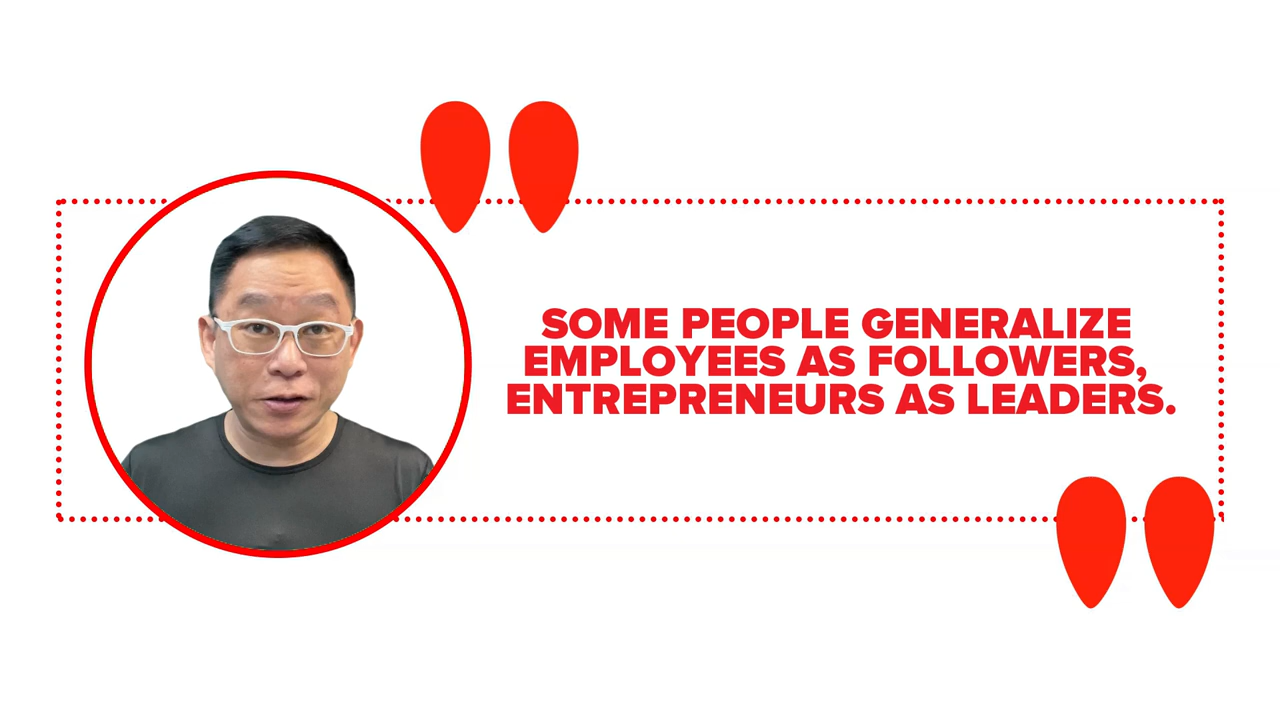 SOME PEOPLE GENERALIZE
EMPLOYEES AS FOLLOWERS,
ENTREPRENEURS AS LEADERS.